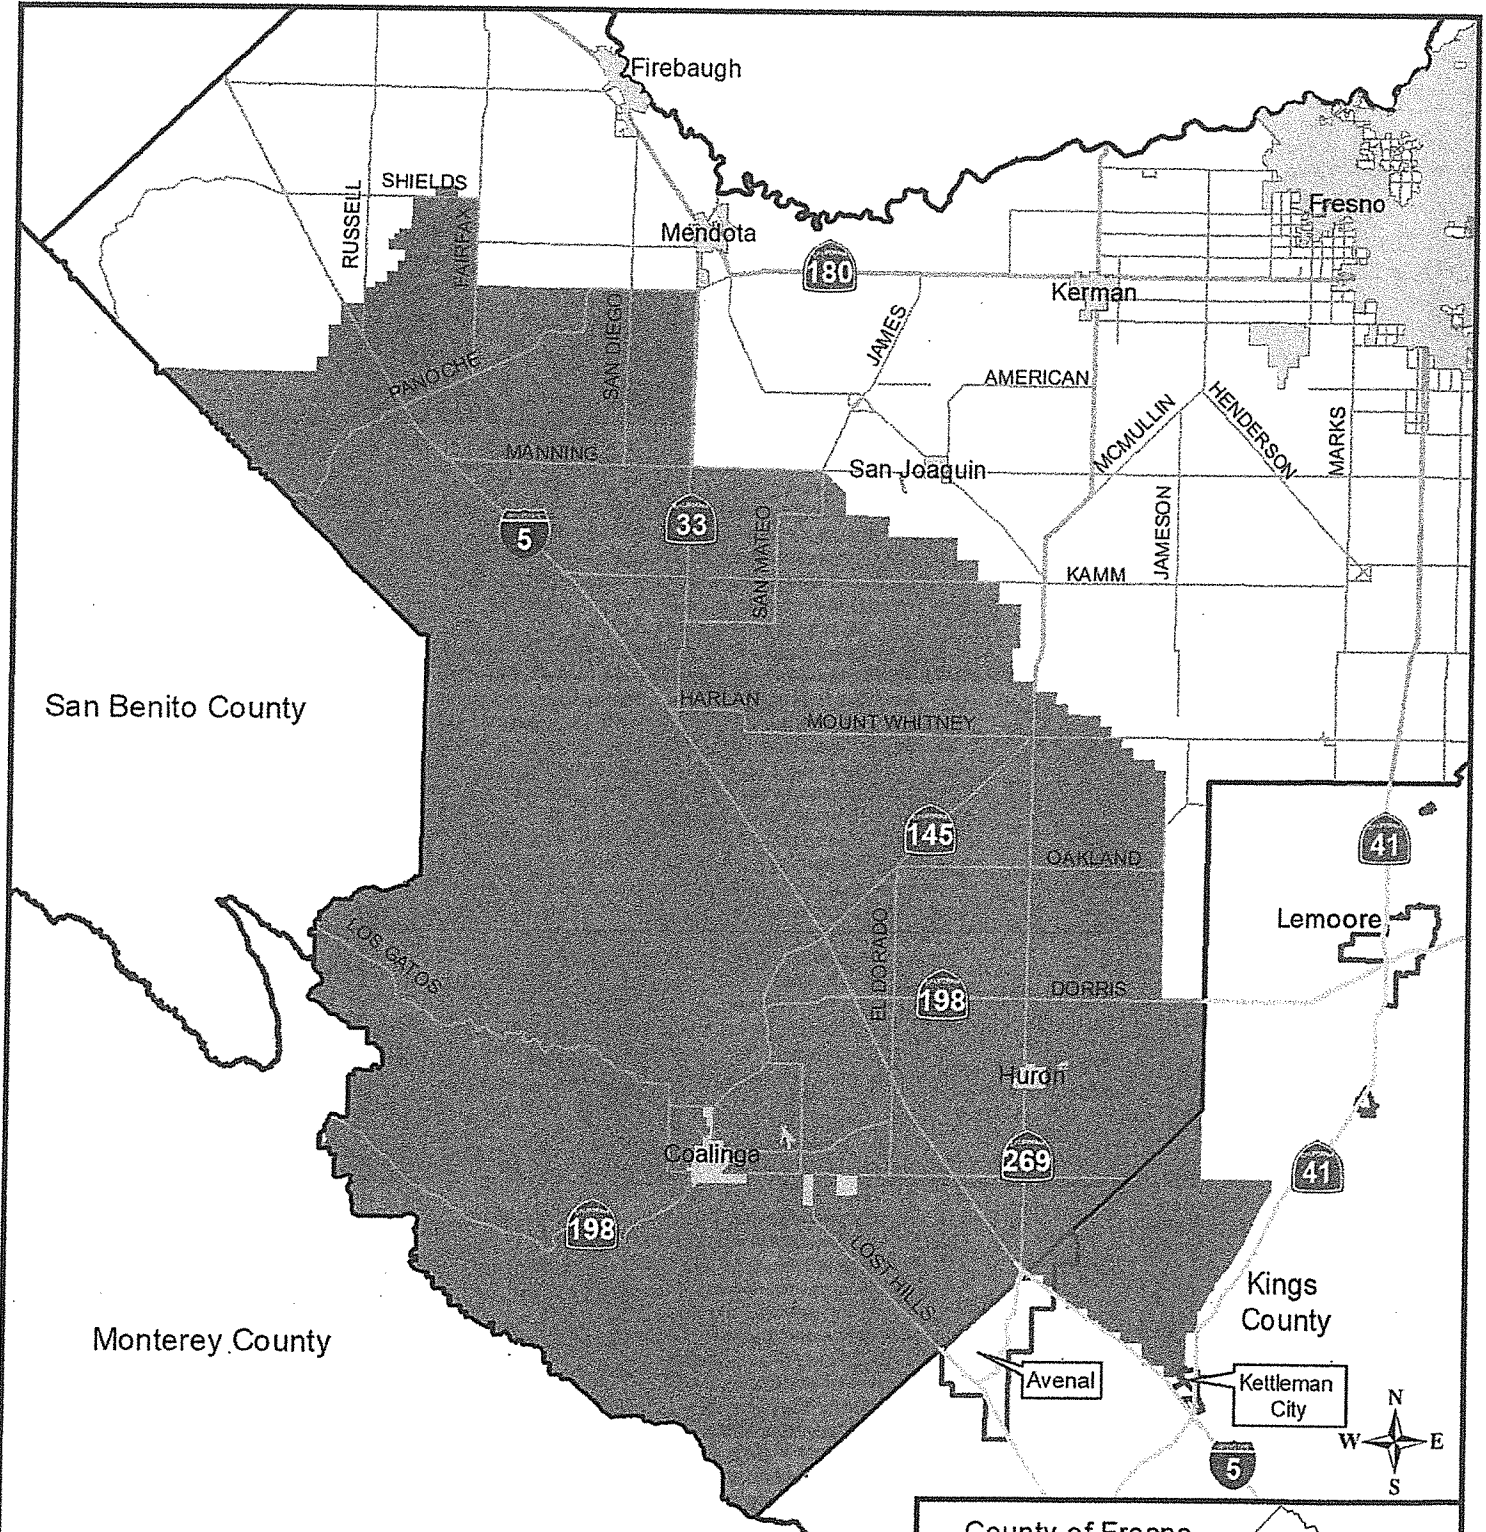 Firebaugh
SHIELDS
RUSSELL
FAIRFAX
Mendota
Fresno
180
Kerman
SAN DIEGO
JAMES
PANOCHE
AMERICAN
MCMULLIN
HENDERSON
MARKS
MANNING
San Joaquin
JAMESON
5
33
SAN MATEO
KAMM
San Benito County
HARLAN
MOUNT WHITNEY
145
41
OAKLAND
LOS GATOS
EL DORADO
Lemoore
198
DORRIS
Huron
Coalinga
269
41
198
LOST HILLS
Kings
County
Monterey County
Avenal
Kettleman
City
N
W E
S
5
County of Fresno